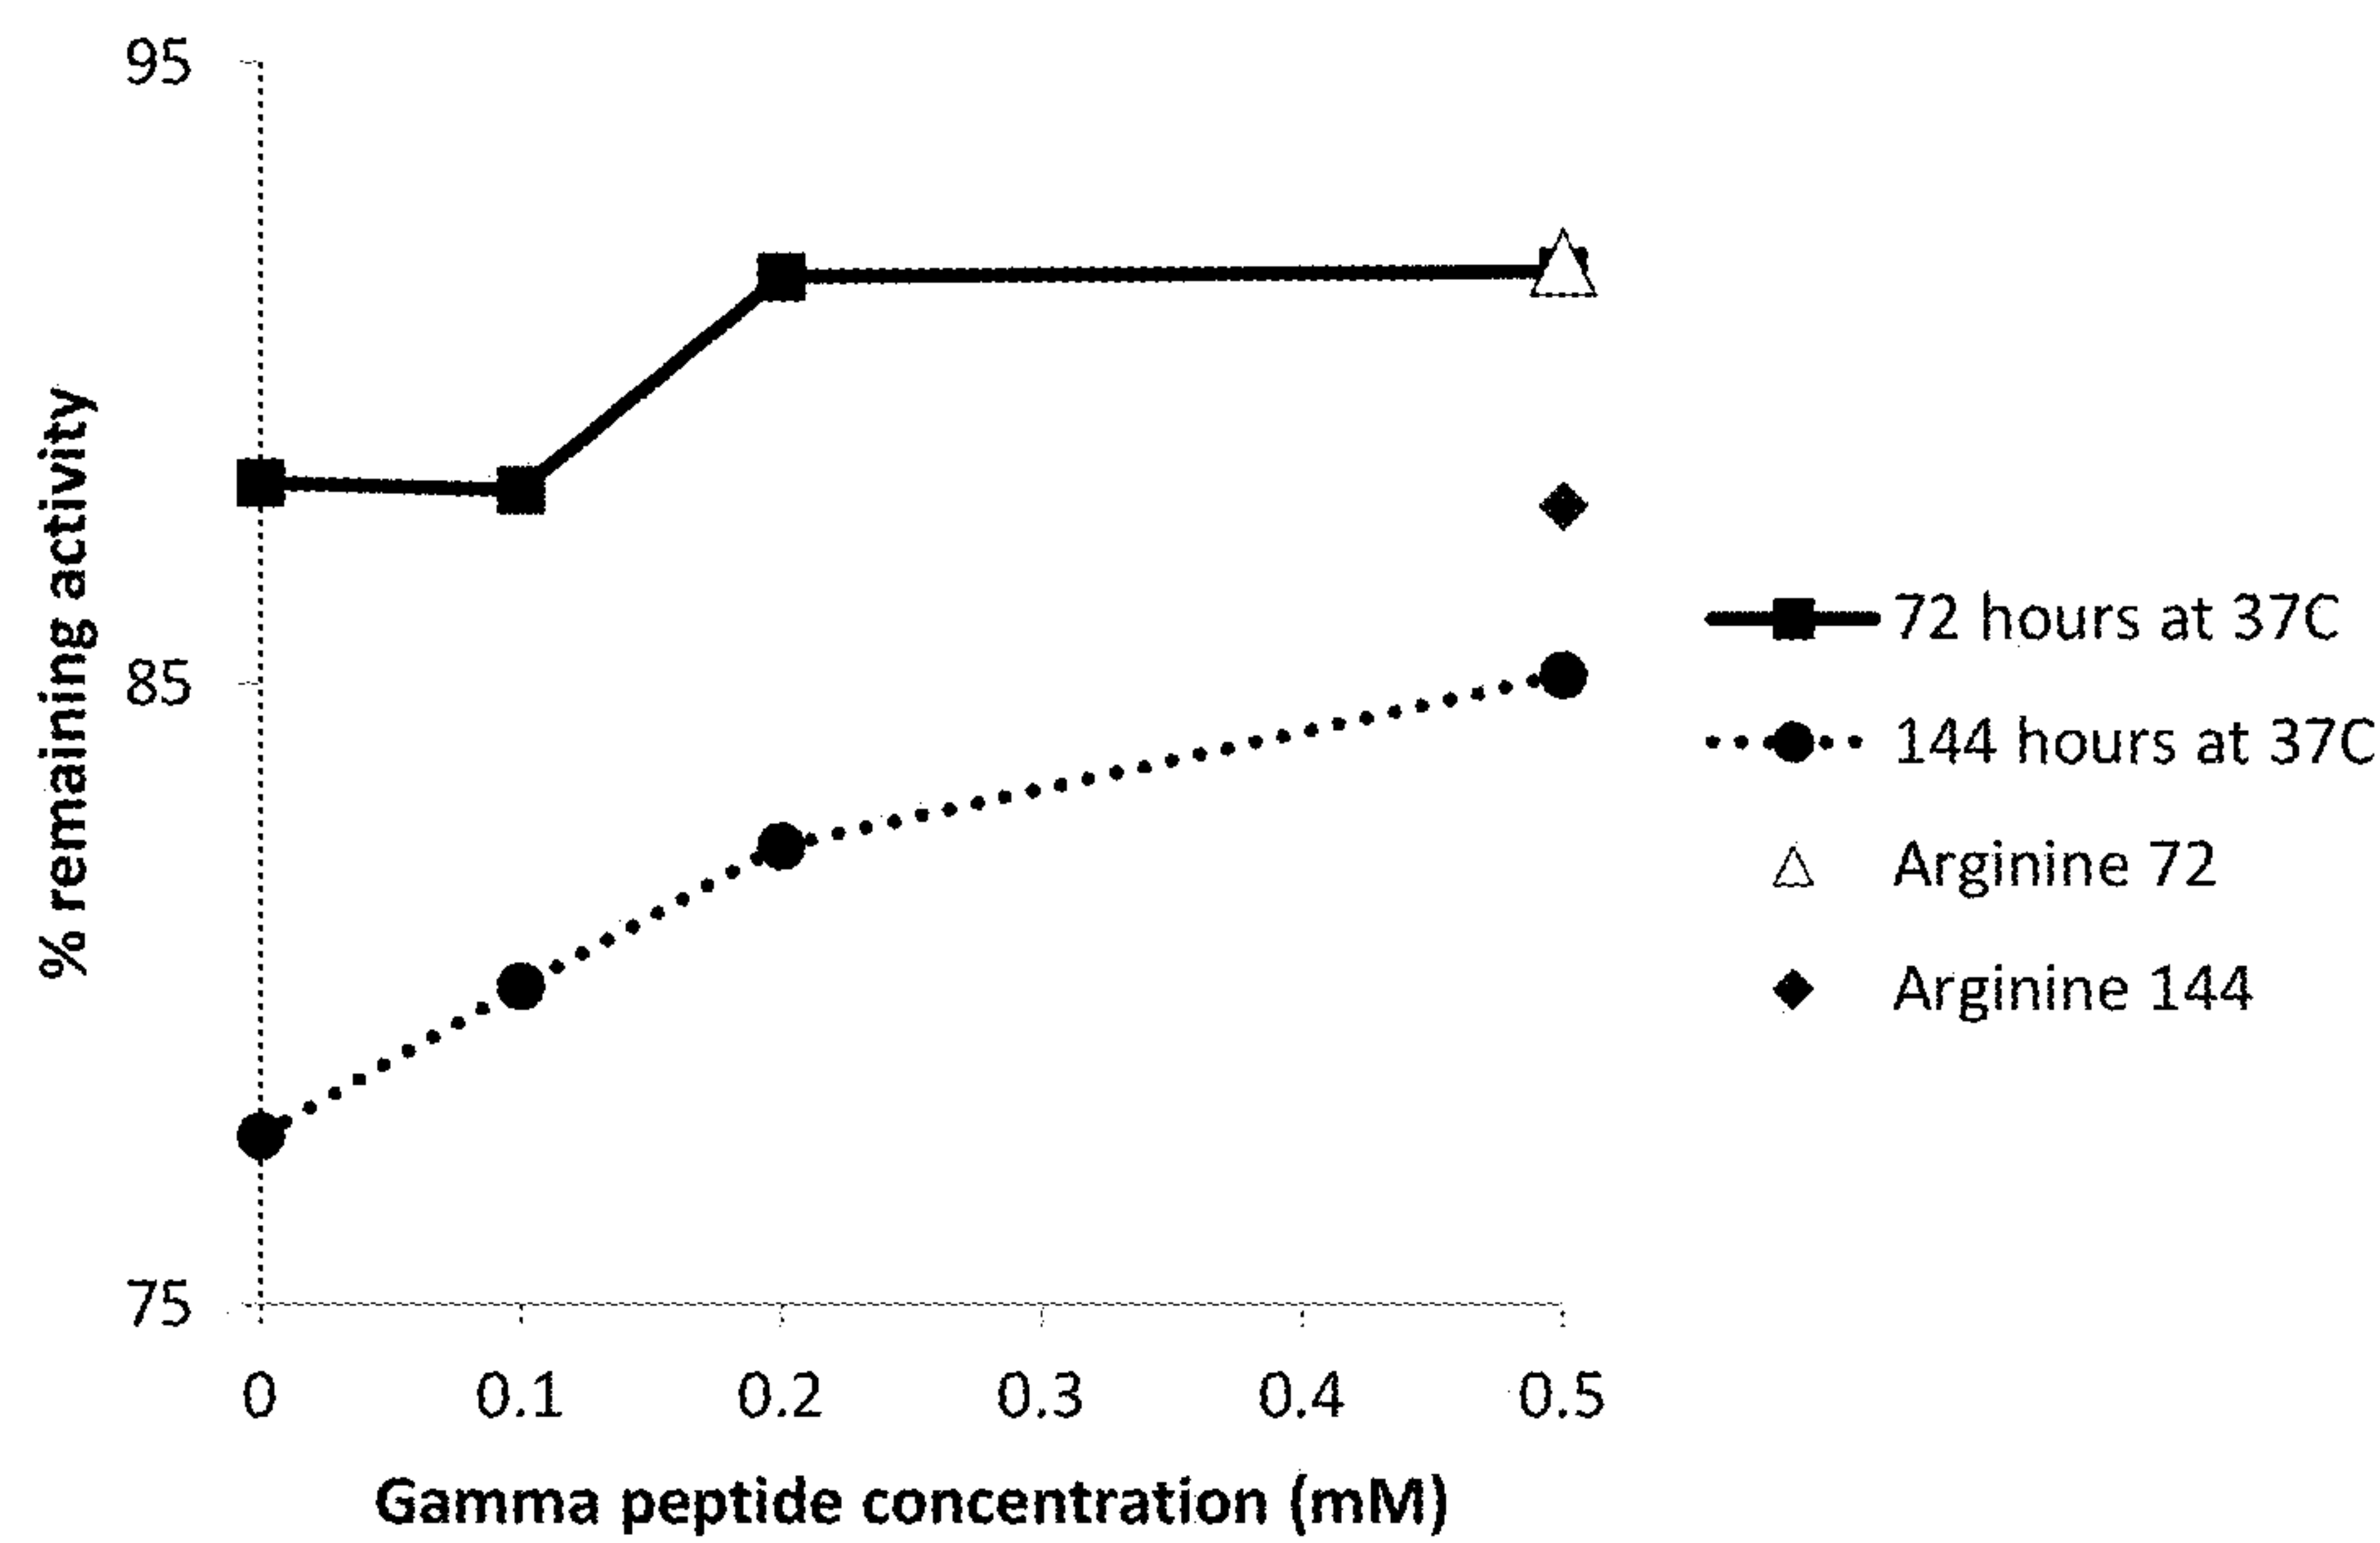 95
85
75
% remaining activity
0 0.1 0.2 0.3 0.4 0.5
Gamma peptide concentration (mM)
72 hours at 37C
144 hours at 37C
Arginine 72
Arginine 144